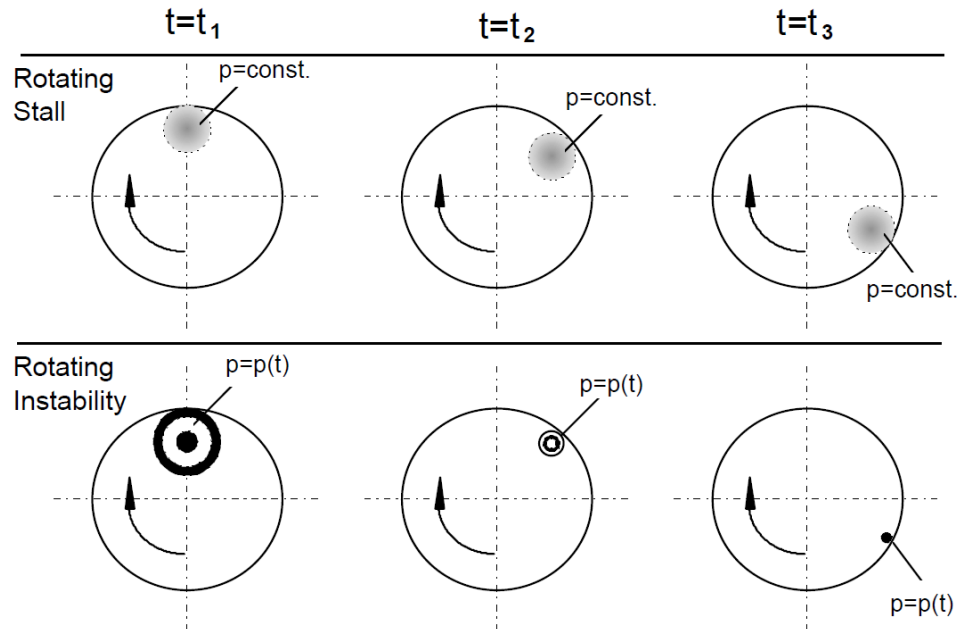 t=t₁
t=t₂
t=t₃
Rotating
Stall
p=const.
p=const.
p=const.
Rotating
Instability
p=p(t)
p=p(t)
p=p(t)